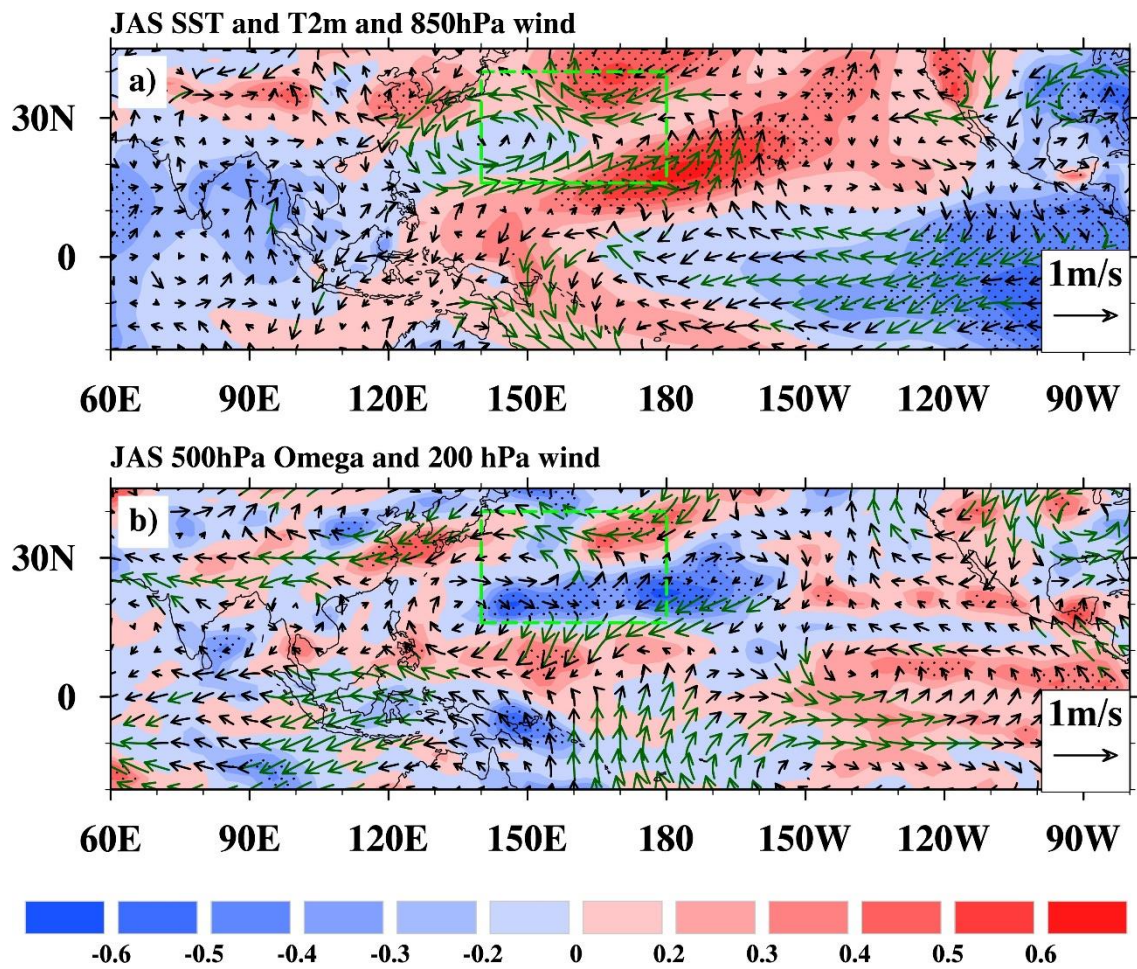 JAS SST and T2m and 850hPa wind
a)
30N
0
1m/s
60E 90E 120E 150E 180 150W 120W 90W
JAS 500hPa Omega and 200 hPa wind
b)
30N
0
1m/s
60E 90E 120E 150E 180 150W 120W 90W
-0.6 -0.5 -0.4 -0.3 -0.2 0 0.2 0.3 0.4 0.5 0.6